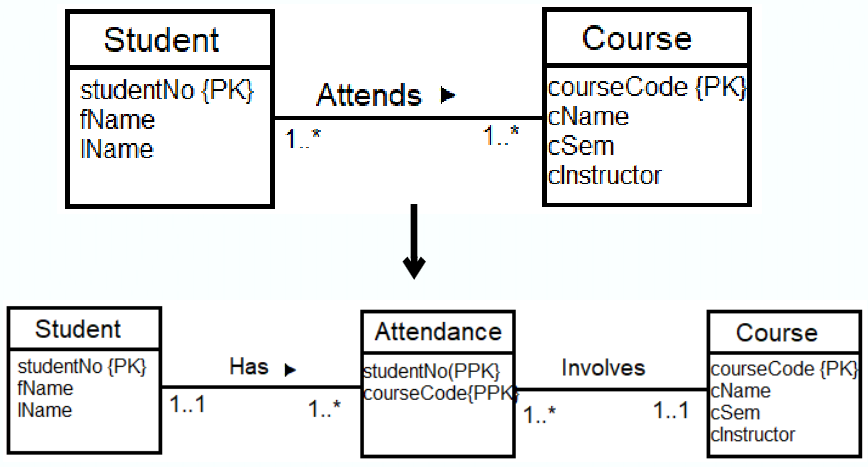 Student
studentNo {PK}
fName
lName
Attends ►
1..*
1..*
Course
courseCode {PK}
cName
cSem
cInstructor
Student
studentNo {PK}
fName
lName
Has ►
1..1
1..*
Attendance
studentNo(PPK}
courseCode{PPK}
Involves
1..*
1..1
Course
courseCode {PK}
cName
cSem
cInstructor